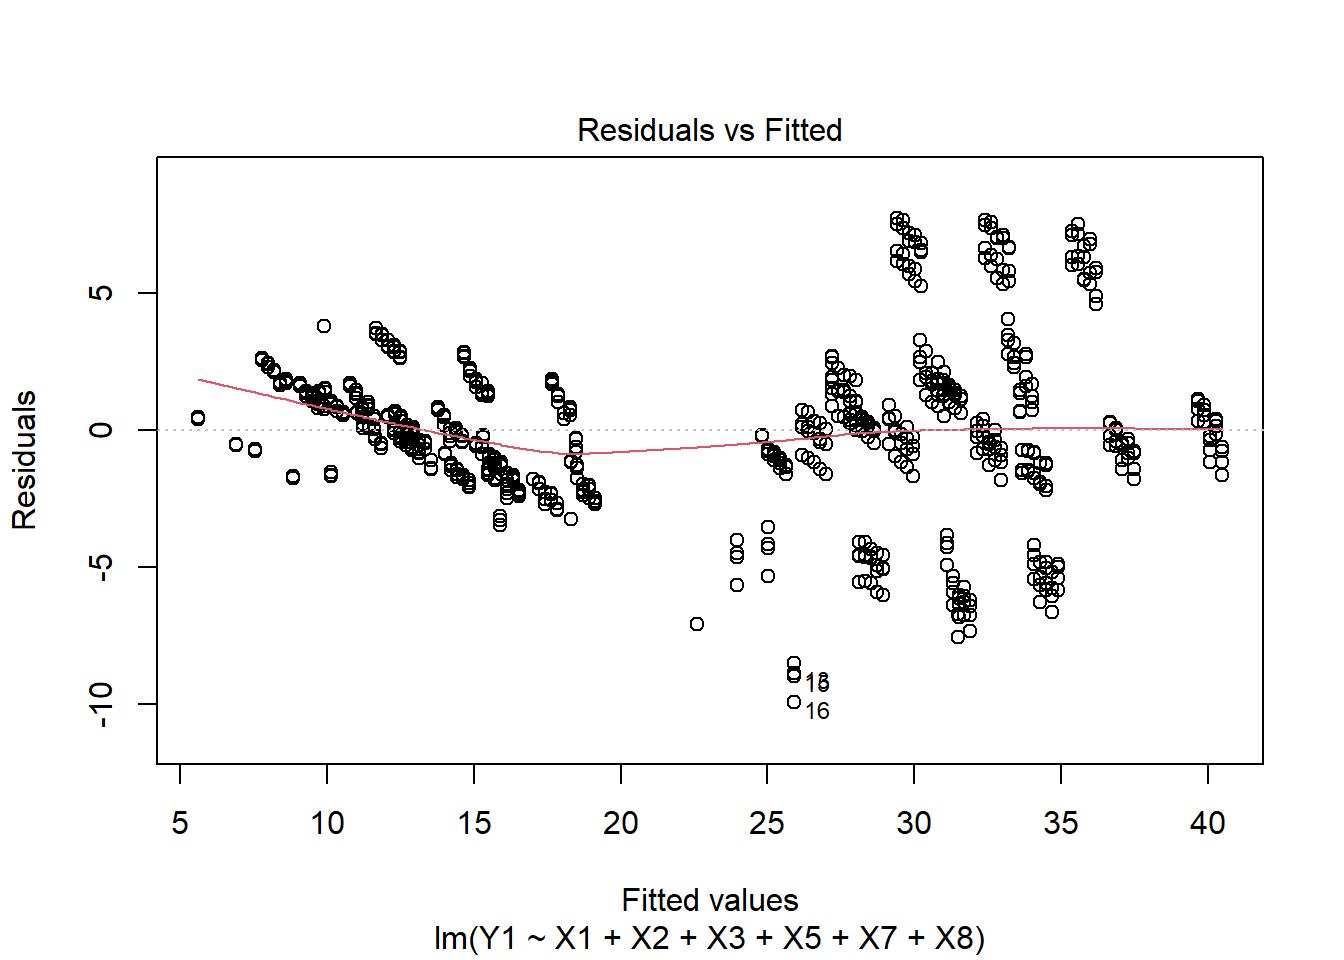 Residuals vs Fitted
Residuals
5
0
-5
-10
16
5 10 15 20 25 30 35 40
Fitted values
lm(Y1 ~ X1 + X2 + X3 + X5 + X7 + X8)